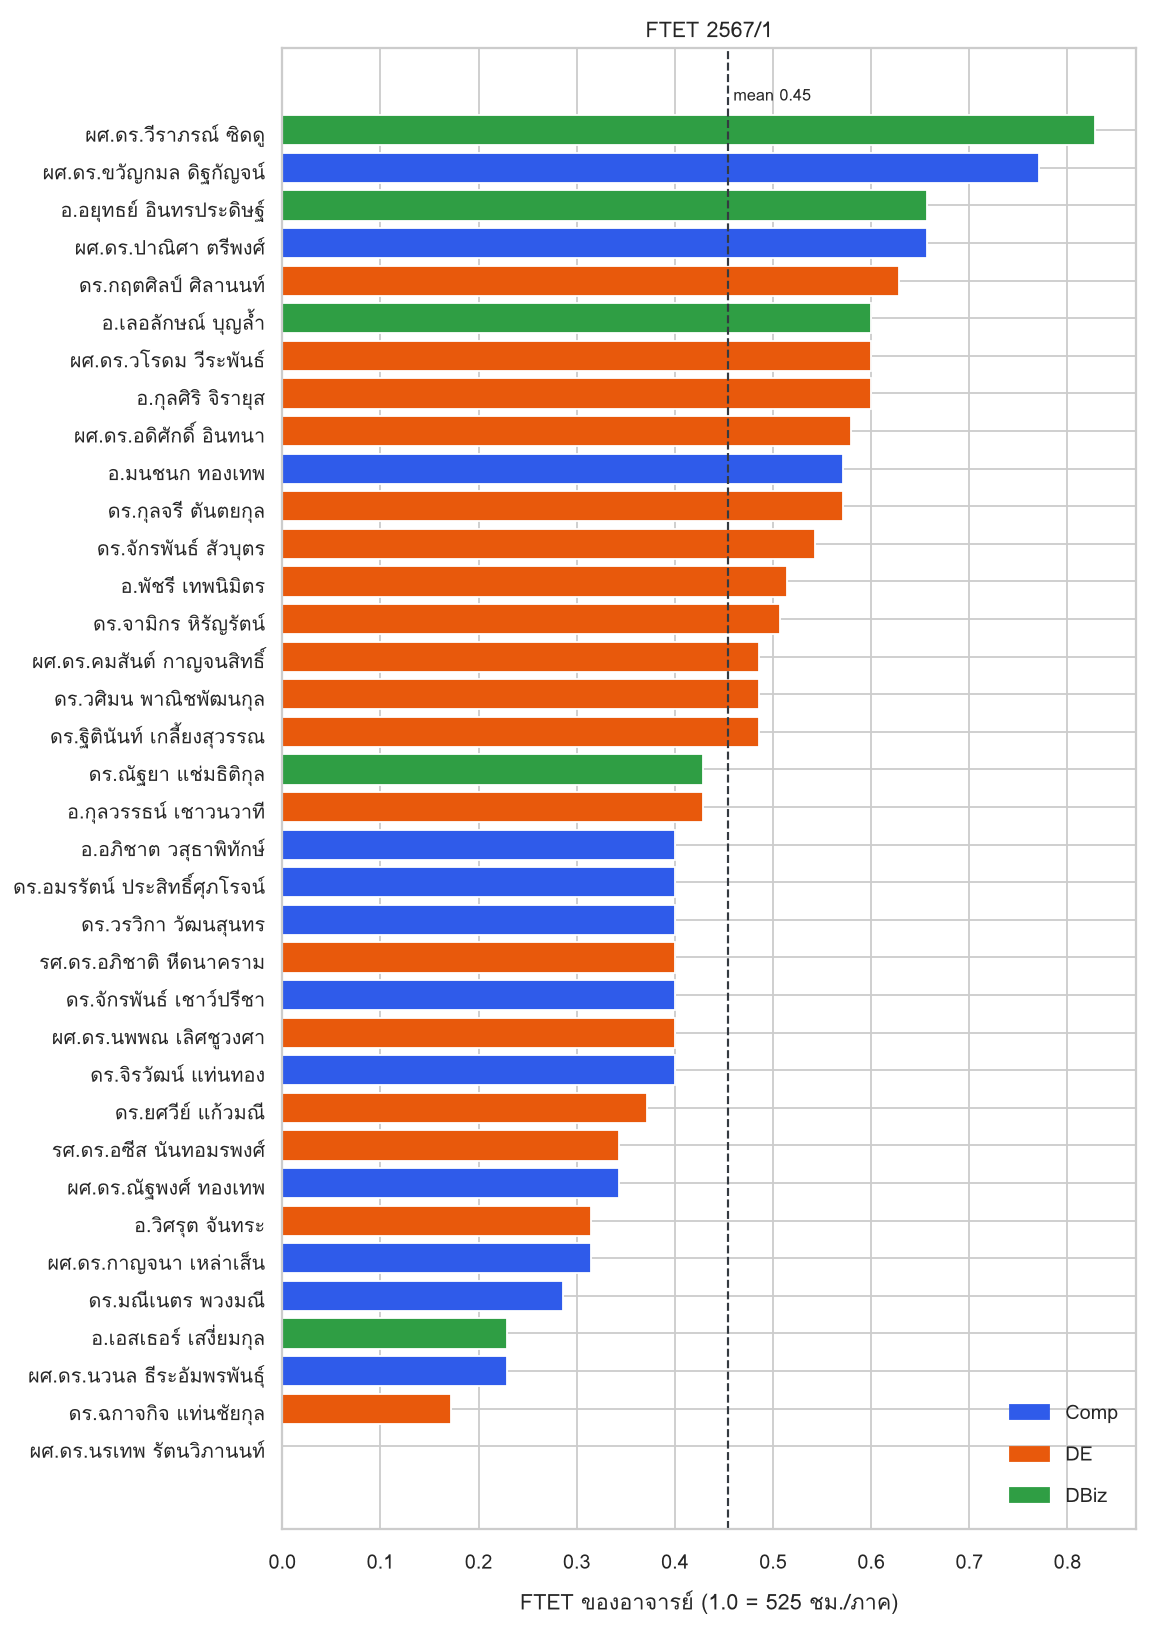 FTET 2567/1
mean 0.45
ผศ.ดร.วีราภรณ์ ซิดดู
ผศ.ดร.ขวัญกมล ดิฐกัญจน์
อ.อยุทธย์ อินทรประดิษฐ์
ผศ.ดร.ปาณิศา ตรีพงศ์
ดร.กฤตศิลป์ ศิลานนท์
อ.เลอลักษณ์ บุญล้ำ
ผศ.ดร.วโรดม วีระพันธ์
อ.กุลศิริ จิรายุส
ผศ.ดร.อดิศักดิ์ อินทนา
อ.มนชนก ทองเทพ
ดร.กุลจรี ตันตยกุล
ดร.จักรพันธ์ สัวบุตร
อ.พัชรี เทพนิมิตร
ดร.จามิกร หิรัญรัตน์
ผศ.ดร.คมสันต์ กาญจนสิทธิ์
ดร.วศิมน พาณิชพัฒนกุล
ดร.ฐิตินันท์ เกลี้ยงสุวรรณ
ดร.ณัฐยา แช่มธิติกุล
อ.กุลวรรธน์ เชาวนวาที
อ.อภิชาต วสุธาพิทักษ์
ดร.อมรรัตน์ ประสิทธิ์ศุภโรจน์
ดร.วรวิกา วัฒนสุนทร
รศ.ดร.อภิชาติ หีดนาคราม
ดร.จักรพันธ์ เชาว์ปรีชา
ผศ.ดร.นพพณ เลิศชูวงศา
ดร.จิรวัฒน์ แท่นทอง
ดร.ยศวีย์ แก้วมณี
รศ.ดร.อซีส นันทอมรพงศ์
ผศ.ดร.ณัฐพงศ์ ทองเทพ
อ.วิศรุต จันทระ
ผศ.ดร.กาญจนา เหล่าเส็น
ดร.มณีเนตร พวงมณี
อ.เอสเธอร์ เสงี่ยมกุล
ผศ.ดร.นวนล ธีระอัมพรพันธุ์
ดร.ฉกาจกิจ แท่นชัยกุล
ผศ.ดร.นรเทพ รัตนวิภานนท์
Comp
DE
DBiz
0.0 0.1 0.2 0.3 0.4 0.5 0.6 0.7 0.8
FTET ของอาจารย์ (1.0 = 525 ชม./ภาค)